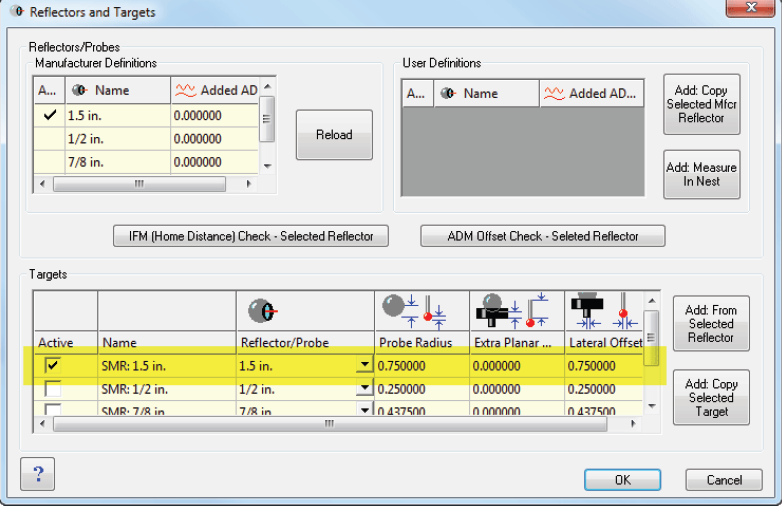 Reflectors and Targets
Reflectors/Probes
Manufacturer Definitions
A... Name Added AD
1.5 in. 0.000000
1/2 in. 0.000000
7/8 in. 0.000000
Reload
User Definitions
A... Name Added AD...
Add: Copy
Selected Mfcr
Reflector
Add: Measure
In Nest
IFM (Home Distance) Check - Selected Reflector
ADM Offset Check - Seleted Reflector
Targets
Active Name Reflector/Probe Probe Radius Extra Planar ... Lateral Offset
SMR: 1.5 in. 1.5 in. 0.750000 0.000000 0.750000
SMR: 1/2 in. 1/2 in. 0.250000 0.000000 0.250000
SMR: 7/8 in. 7/8 in. 0.437500 0.000000 0.437500
Add: From
Selected
Reflector
Add: Copy
Selected
Target
?
OK
Cancel